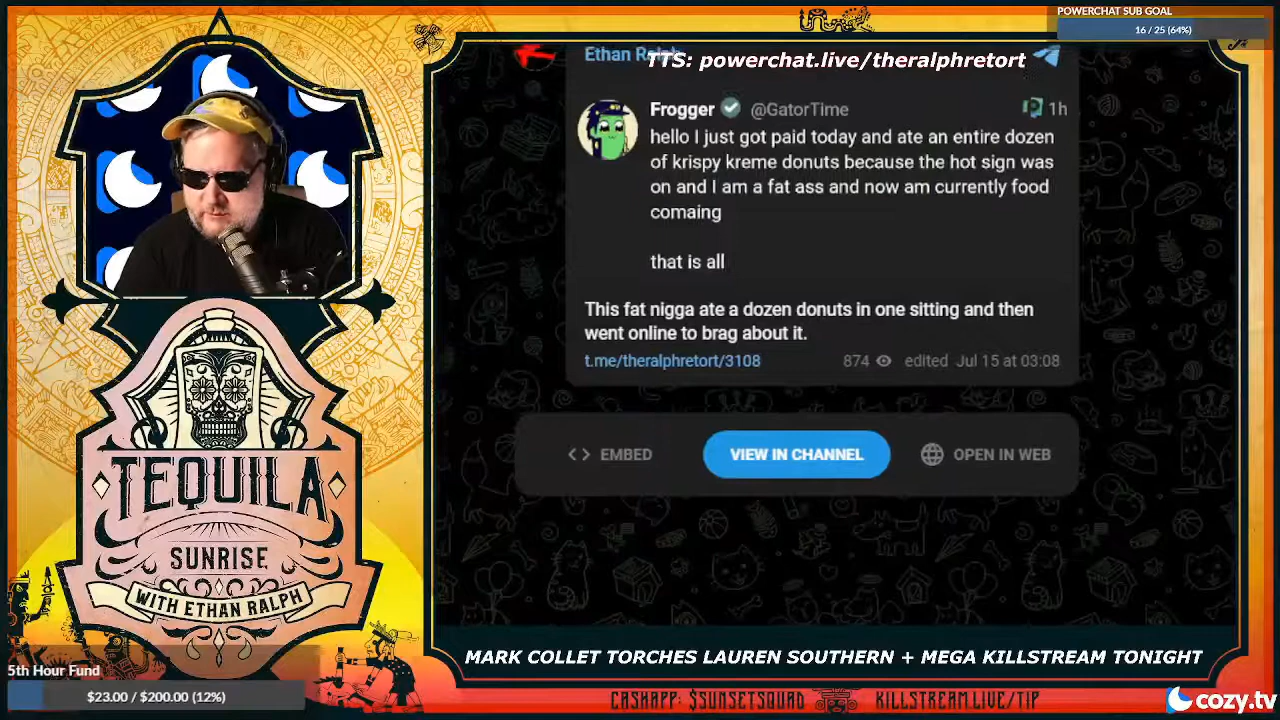 POWERCHAT SUB GOAL
16 / 25 (64%)
TTS: powerchat.live/theralphretort
Frogger @GatorTime 1h
hello I just got paid today and ate an entire dozen
of krispy kreme donuts because the hot sign was
on and I am a fat ass and now am currently food
comaing
that is all
This fat nigga ate a dozen donuts in one sitting and then
went online to brag about it.
t.me/theralphretort/3108 874 edited Jul 15 at 03:08
EMBED
VIEW IN CHANNEL
OPEN IN WEB
TEQUILA
SUNRISE
WITH ETHAN RALPH
5th Hour Fund
$23.00 / $200.00 (12%)
MARK COLLET TORCHES LAUREN SOUTHERN + MEGA KILLSTREAM TONIGHT
CASHAPP: $SUNSETSQUAD KILLSTREAM.LIVE/TIP
cozy.tv